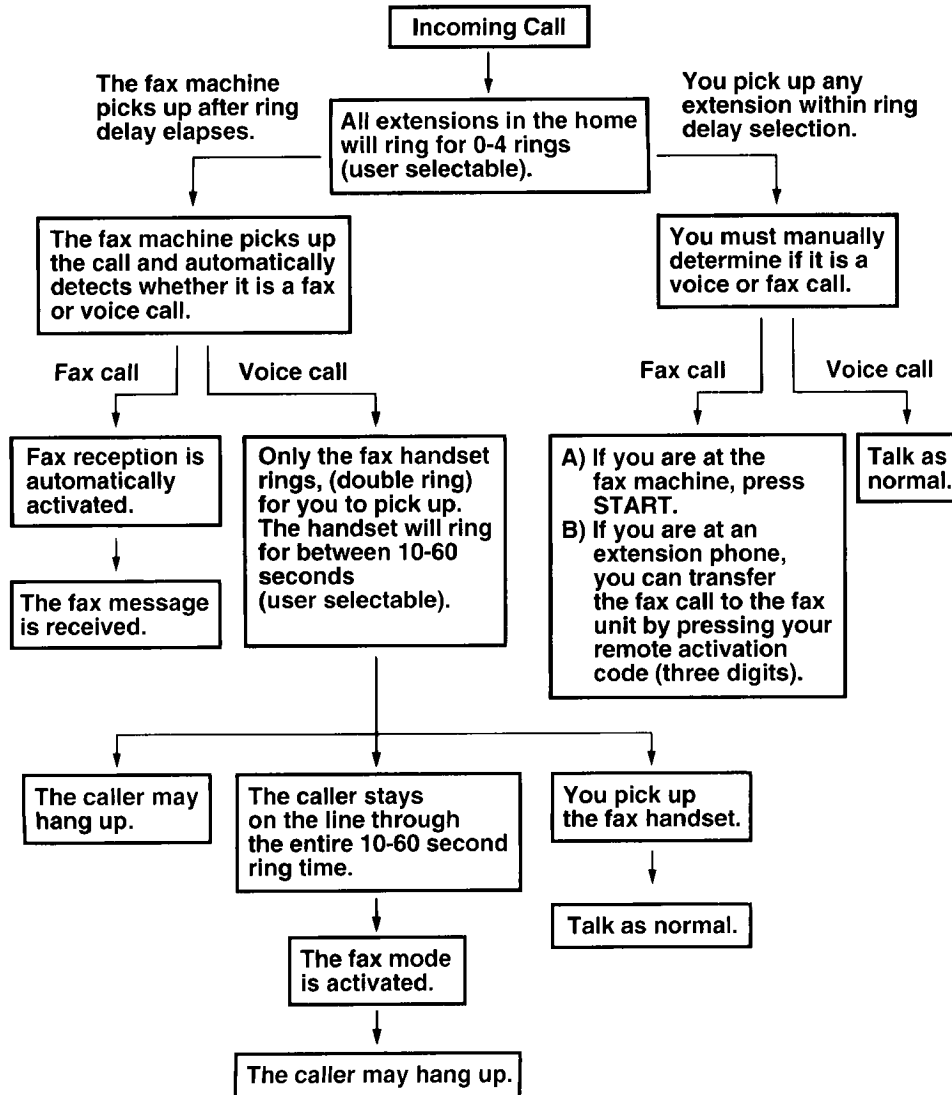 Incoming Call
The fax machine
picks up after ring
delay elapses.
You pick up any
extension within ring
delay selection.
All extensions in the home
will ring for 0-4 rings
(user selectable).
The fax machine picks up
the call and automatically
detects whether it is a fax
or voice call.
You must manually
determine if it is a
voice or fax call.
Fax call
Voice call
Fax call
Voice call
Fax reception is
automatically
activated.
The fax message
is received.
Only the fax handset
rings, (double ring)
for you to pick up.
The handset will ring
for between 10-60
seconds
(user selectable).
A) If you are at the
fax machine, press
START.
B) If you are at an
extension phone,
you can transfer
the fax call to the fax
unit by pressing your
remote activation
code (three digits).
Talk as
normal.
The caller may
hang up.
The caller stays
on the line through
the entire 10-60 second
ring time.
You pick up
the fax handset.
Talk as normal.
The fax mode
is activated.
The caller may hang up.